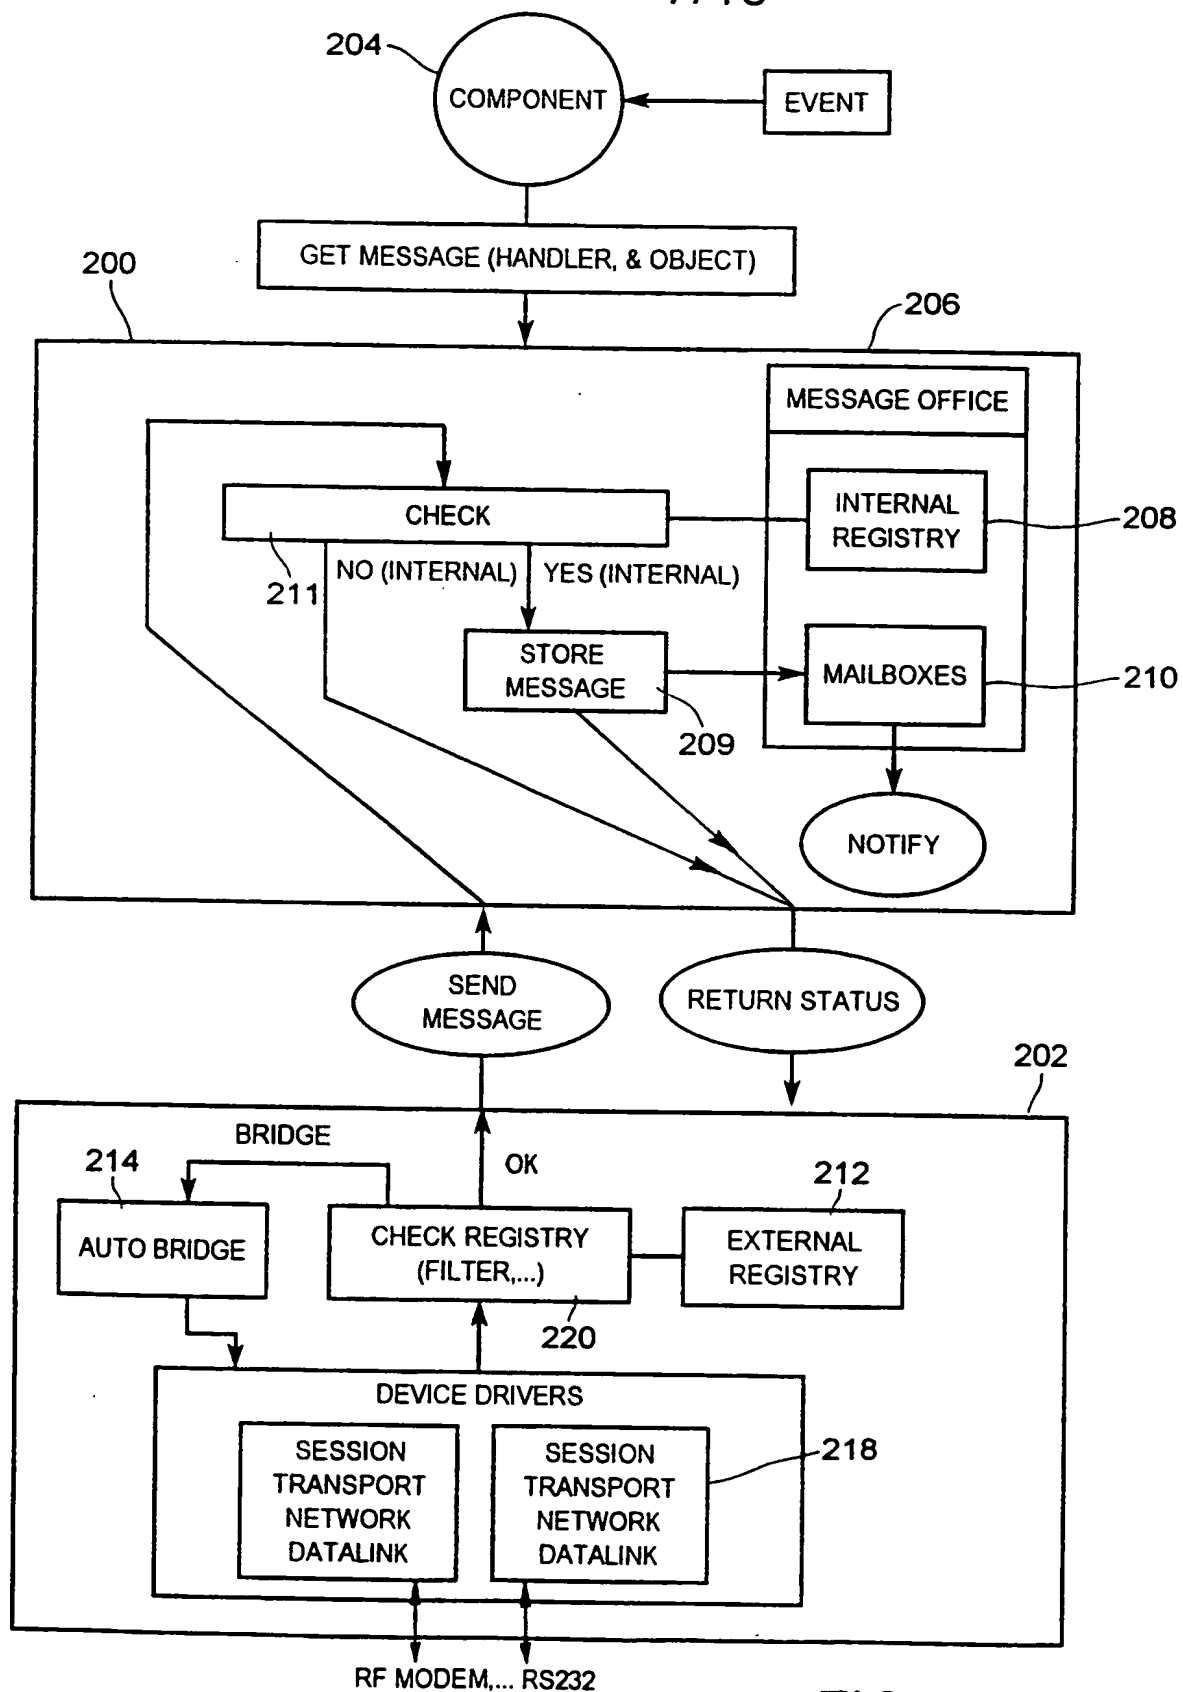 204
COMPONENT
EVENT
GET MESSAGE (HANDLER, & OBJECT)
200
206
MESSAGE OFFICE
CHECK
INTERNAL
REGISTRY
208
211
NO (INTERNAL)
YES (INTERNAL)
STORE
MESSAGE
209
MAILBOXES
210
NOTIFY
SEND
MESSAGE
RETURN STATUS
202
BRIDGE
OK
214
212
AUTO BRIDGE
CHECK REGISTRY
(FILTER,...)
EXTERNAL
REGISTRY
220
DEVICE DRIVERS
SESSION
TRANSPORT
NETWORK
DATALINK
SESSION
TRANSPORT
NETWORK
DATALINK
218
RF MODEM,... RS232